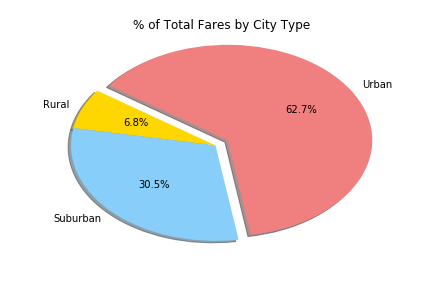 % of Total Fares by City Type
Urban
62.7%
Rural
6.8%
30.5%
Suburban